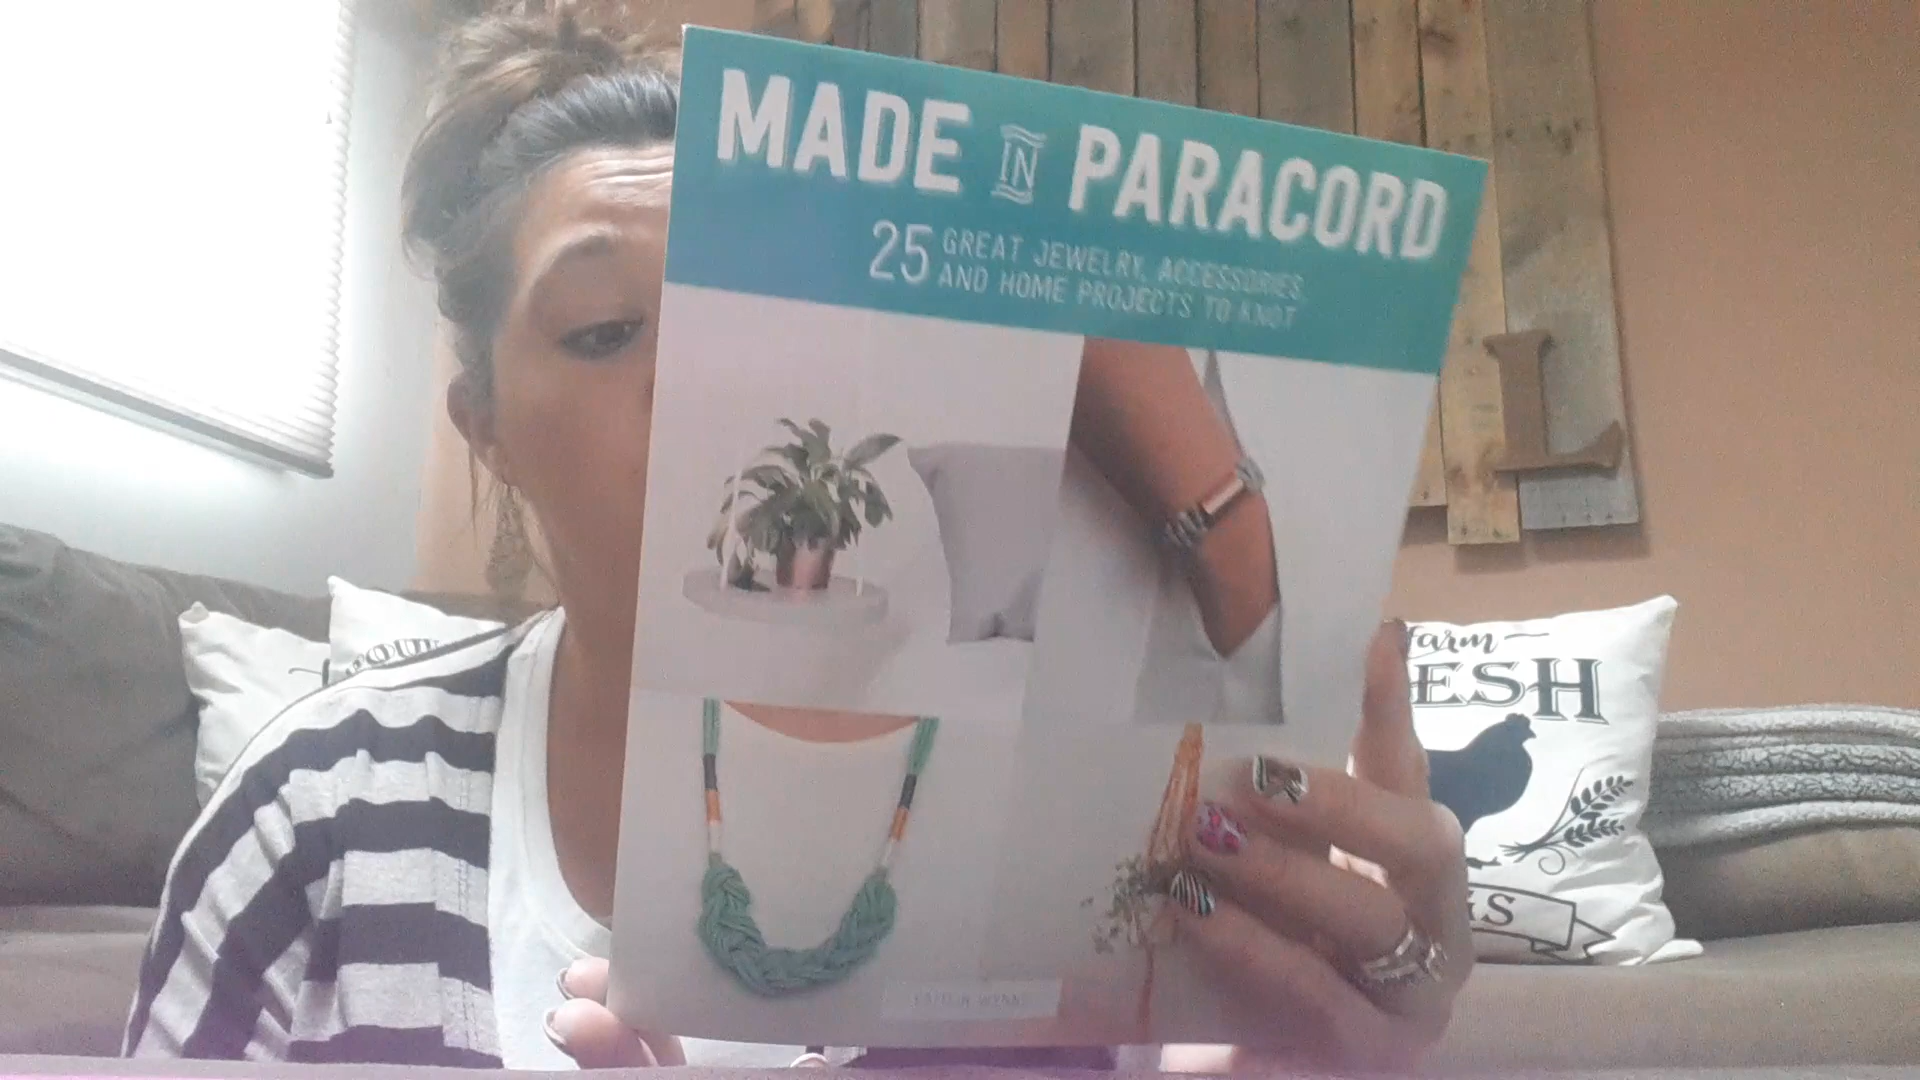 MADE IN PARACORD
25 GREAT JEWELRY, ACCESSORIES,
AND HOME PROJECTS TO KNOT
farm
ESH